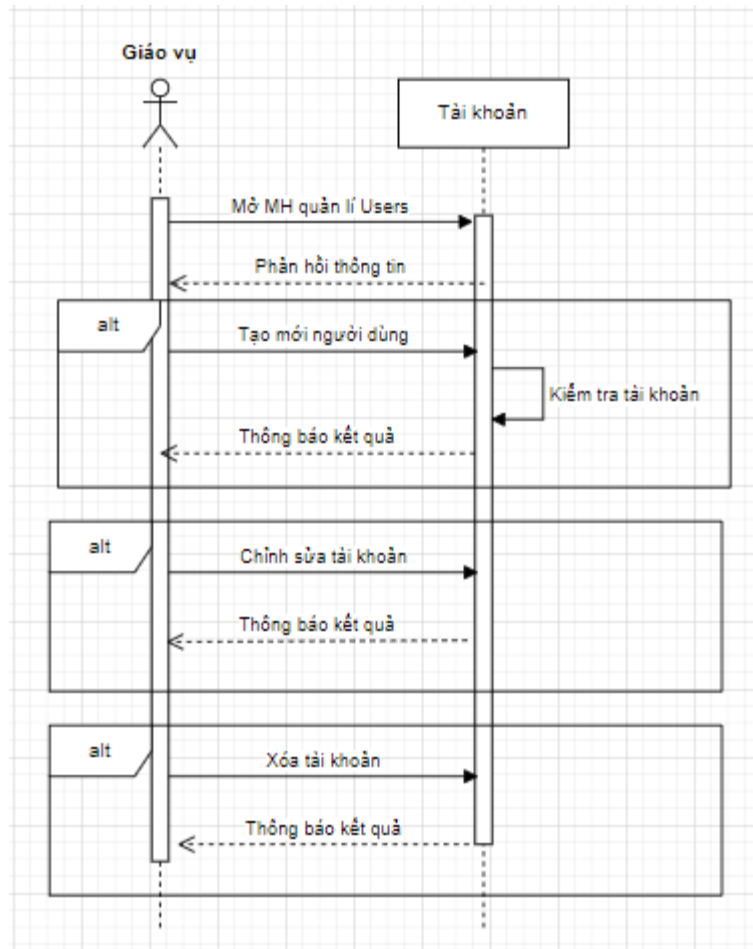 Giáo vụ
Tài khoản
Mở MH quản lí Users
Phản hồi thông tin
alt
Tạo mới người dùng
Kiểm tra tài khoản
Thông báo kết quả
alt
Chỉnh sửa tài khoản
Thông báo kết quả
alt
Xóa tài khoản
Thông báo kết quả